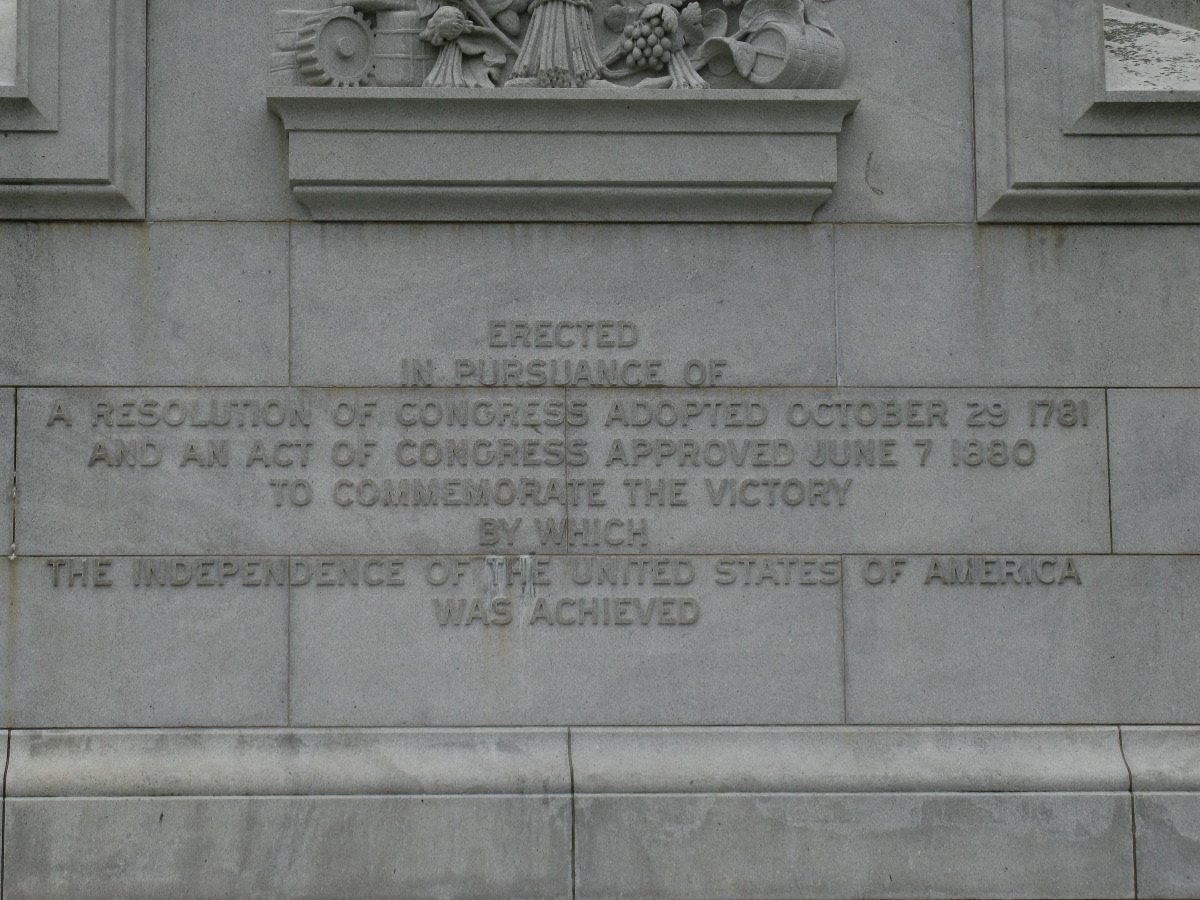 ERECTED
IN PURSUANCE OF
A RESOLUTION OF CONGRESS ADOPTED OCTOBER 29 1781
AND AN ACT OF CONGRESS APPROVED JUNE 7 1880
TO COMMEMORATE THE VICTORY
BY WHICH
THE INDEPENDENCE OF THE UNITED STATES OF AMERICA
WAS ACHIEVED